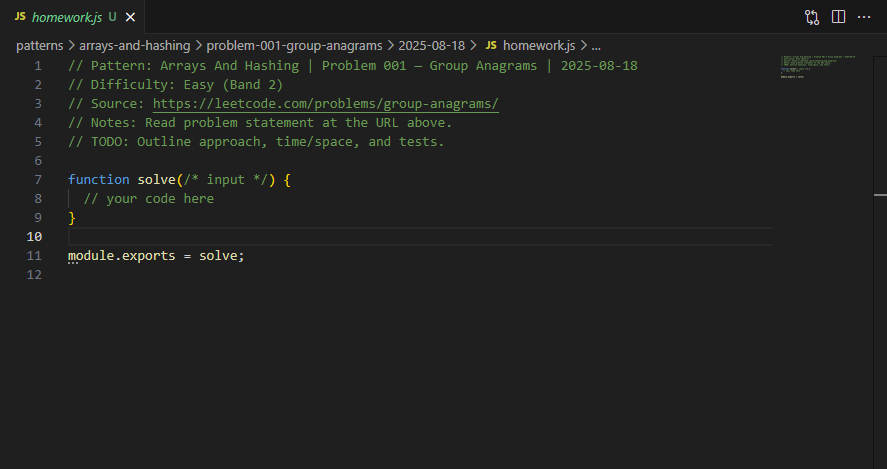 JS homework.js U ×
patterns > arrays-and-hashing > problem-001-group-anagrams > 2025-08-18 > JS homework.js > ...
1 // Pattern: Arrays And Hashing | Problem 001 — Group Anagrams | 2025-08-18
2 // Difficulty: Easy (Band 2)
3 // Source: https://leetcode.com/problems/group-anagrams/
4 // Notes: Read problem statement at the URL above.
5 // TODO: Outline approach, time/space, and tests.
6
7 function solve(/* input */) {
8   // your code here
9 }
10
11 module.exports = solve;
12